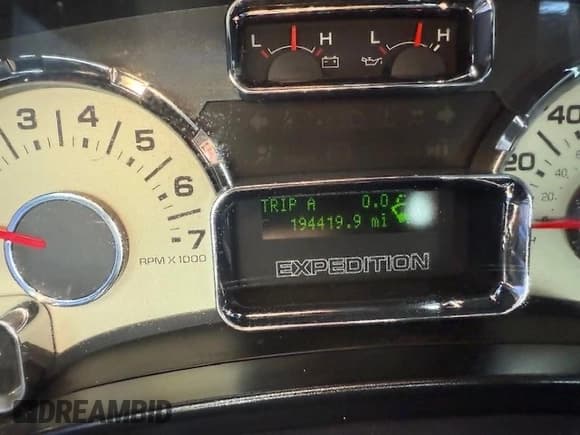 L H L H
3 4 5 6 7
RPM X 1000
20 40
TRIP A 0.0
194419.9 mi
EXPEDITION
DREAMBID